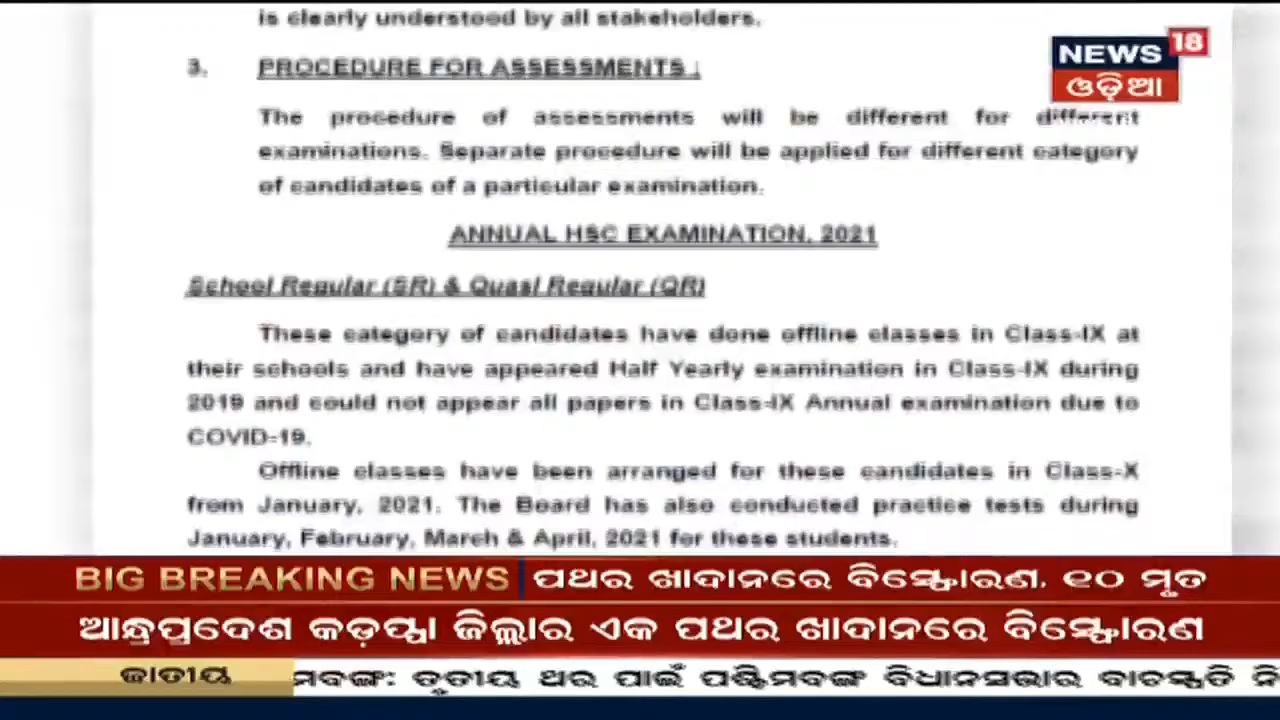 is clearly understood by all stakeholders.
NEWS 18
ଓଡ଼ିଆ
3. PROCEDURE FOR ASSESSMENTS :
The procedure of assessments will be different for different
examinations. Separate procedure will be applied for different category
of candidates of a particular examination.
ANNUAL HSC EXAMINATION, 2021
School Regular (SR) & Quasi Regular (QR)
These category of candidates have done offline classes in Class-IX at
their schools and have appeared Half Yearly examination in Class-IX during
2019 and could not appear all papers in Class-IX Annual examination due to
COVID-19.
Offline classes have been arranged for these candidates in Class-X
from January, 2021. The Board has also conducted practice tests during
January, February, March & April, 2021 for these students.
BIG BREAKING NEWS ପଥର ଖାଦାନରେ ବିସ୍ଫୋରଣ, ୧୦ ମୃତ
ଆନ୍ଧ୍ରପ୍ରଦେଶ କଡ଼ପ୍ପା ଜିଲ୍ଲାର ଏକ ପଥର ଖାଦାନରେ ବିସ୍ଫୋରଣ
ଜାତୀୟ ମବଙ୍ଗ: ତୃତୀୟ ଥର ପାଇଁ ପଶ୍ଚିମବଙ୍ଗ ବିଧାନସଭାର ବାଚସ୍ପତି ନି